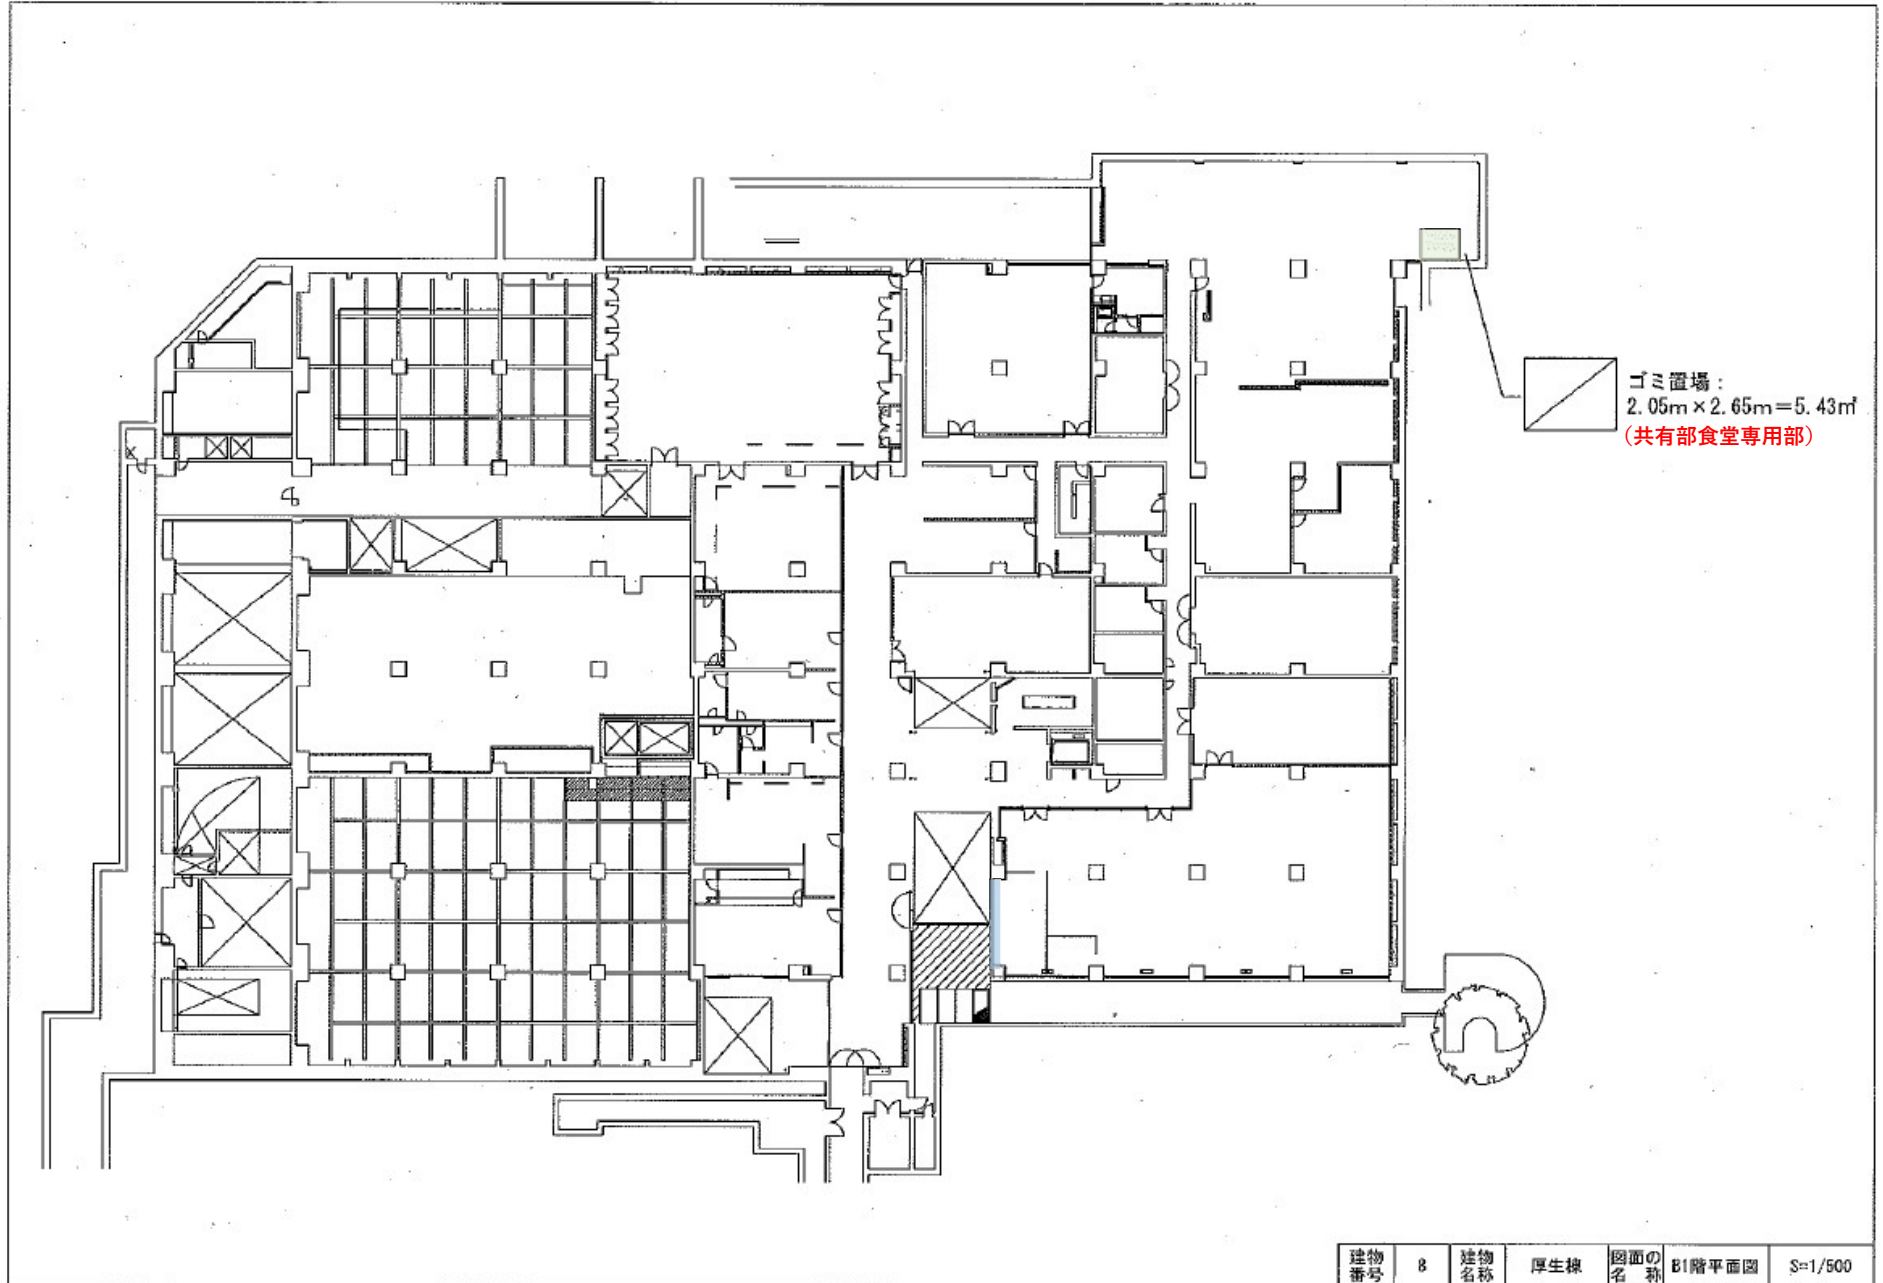 ゴミ置場：
2.05m×2.65m＝5.43㎡
（共有部食堂専用部）
建物番号 8 建物名称 厚生棟 図面の名称 B1階平面図 S=1/500